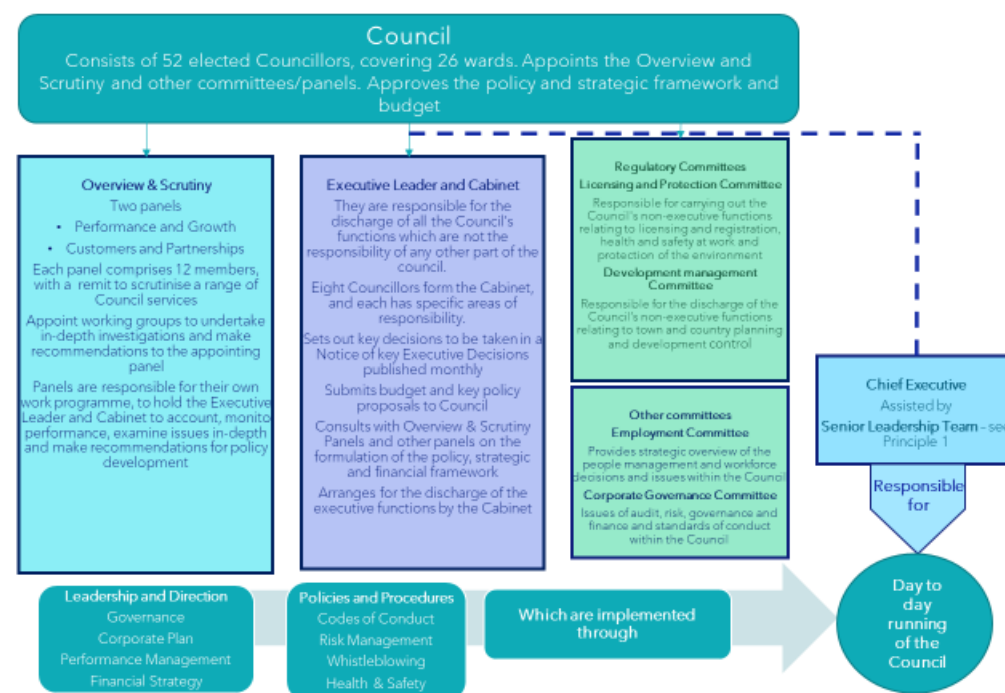 Council
Consists of 52 elected Councillors, covering 26 wards. Appoints the Overview and
Scrutiny and other committees/panels. Approves the policy and strategic framework and
budget
Overview & Scrutiny
Two panels
• Performance and Growth
• Customers and Partnerships
Each panel comprises 12 members,
with a remit to scrutinise a range of
Council services
Appoint working groups to undertake
in-depth investigations and make
recommendations to the appointing
panel
Panels are responsible for their own
work programme, to hold the Executive
Leader and Cabinet to account, monito
performance, examine issues in-depth
and make recommendations for policy
development
Executive Leader and Cabinet
They are responsible for the
discharge of all the Council's
functions which are not the
responsibility of any other part of the
council.
Eight Councillors form the Cabinet,
and each has specific areas of
responsibility.
Sets out key decisions to be taken in a
Notice of key Executive Decisions
published monthly
Submits budget and key policy
proposals to Council
Consults with Overview & Scrutiny
Panels and other panels on the
formulation of the policy, strategic
and financial framework
Arranges for the discharge of the
executive functions by the Cabinet
Regulatory Committees
Licensing and Protection Committee
Responsible for carrying out the
Council's non-executive functions
relating to licensing and registration,
health and safety at work and
protection of the environment
Development management
Committee
Responsible for the discharge of the
Council's non-executive functions
relating to town and country planning
and development control
Other committees
Employment Committee
Provides strategic overview of the
people management and workforce
decisions and issues within the Council
Corporate Governance Committee
Issues of audit, risk, governance and
finance and standards of conduct
within the Council
Chief Executive
Assisted by
Senior Leadership Team - see
Principle 1
Responsible
for
Day to
day
running
of the
Council
Leadership and Direction
Governance
Corporate Plan
Performance Management
Financial Strategy
Policies and Procedures
Codes of Conduct
Risk Management
Whistleblowing
Health & Safety
Which are implemented
through